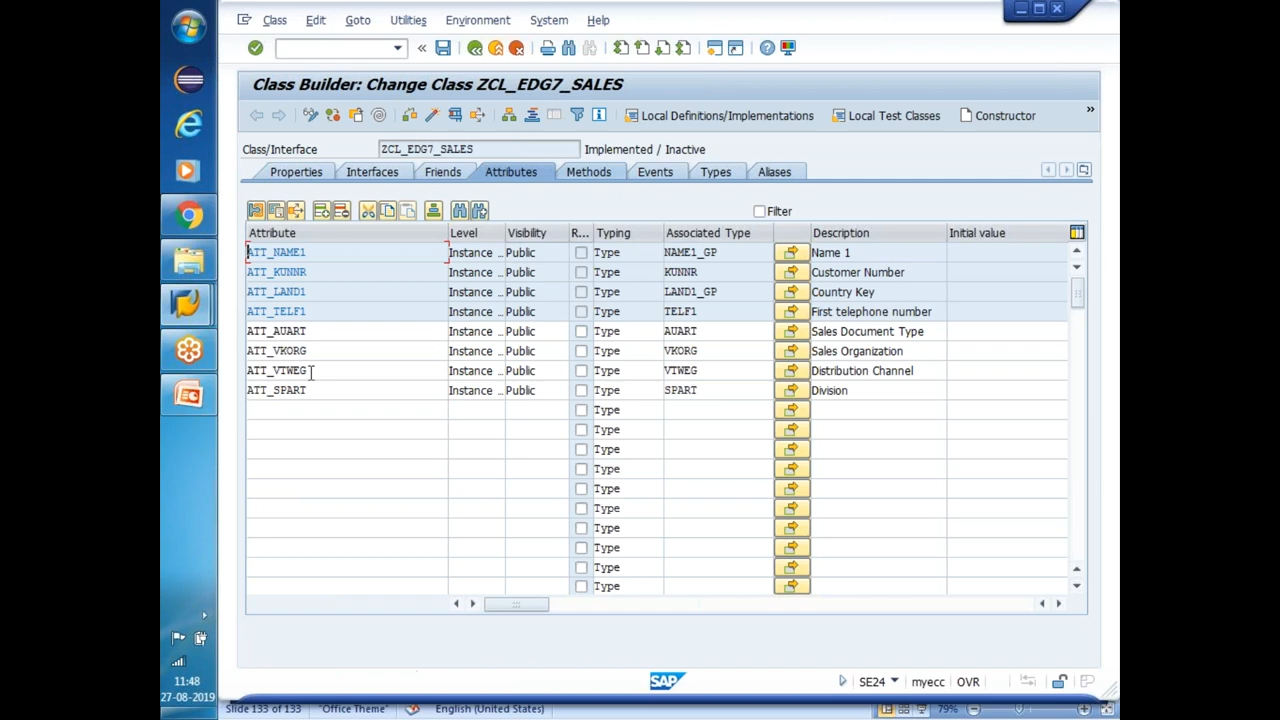 Class Edit Goto Utilities Environment System Help
Class Builder: Change Class ZCL_EDG7_SALES
Local Definitions/Implementations Local Test Classes Constructor
Class/Interface ZCL_EDG7_SALES Implemented / Inactive
Properties Interfaces Friends Attributes Methods Events Types Aliases
Filter
Attribute Level Visibility R... Typing Associated Type Description Initial value
ATT_NAME1 Instance .. Public Type NAME1_GP Name 1
ATT_KUNNR Instance .. Public Type KUNNR Customer Number
ATT_LAND1 Instance .. Public Type LAND1_GP Country Key
ATT_TELF1 Instance .. Public Type TELF1 First telephone number
ATT_AUART Instance .. Public Type AUART Sales Document Type
ATT_VKORG Instance .. Public Type VKORG Sales Organization
ATT_VTWEG Instance .. Public Type VTWEG Distribution Channel
ATT_SPART Instance .. Public Type SPART Division
Type
Type
Type
Type
Type
Type
Type
Type
Type
Type
SAP SE24 myecc OVR
11:48
27-08-2019
Slide 133 of 133 "Office Theme" English (United States) 79%